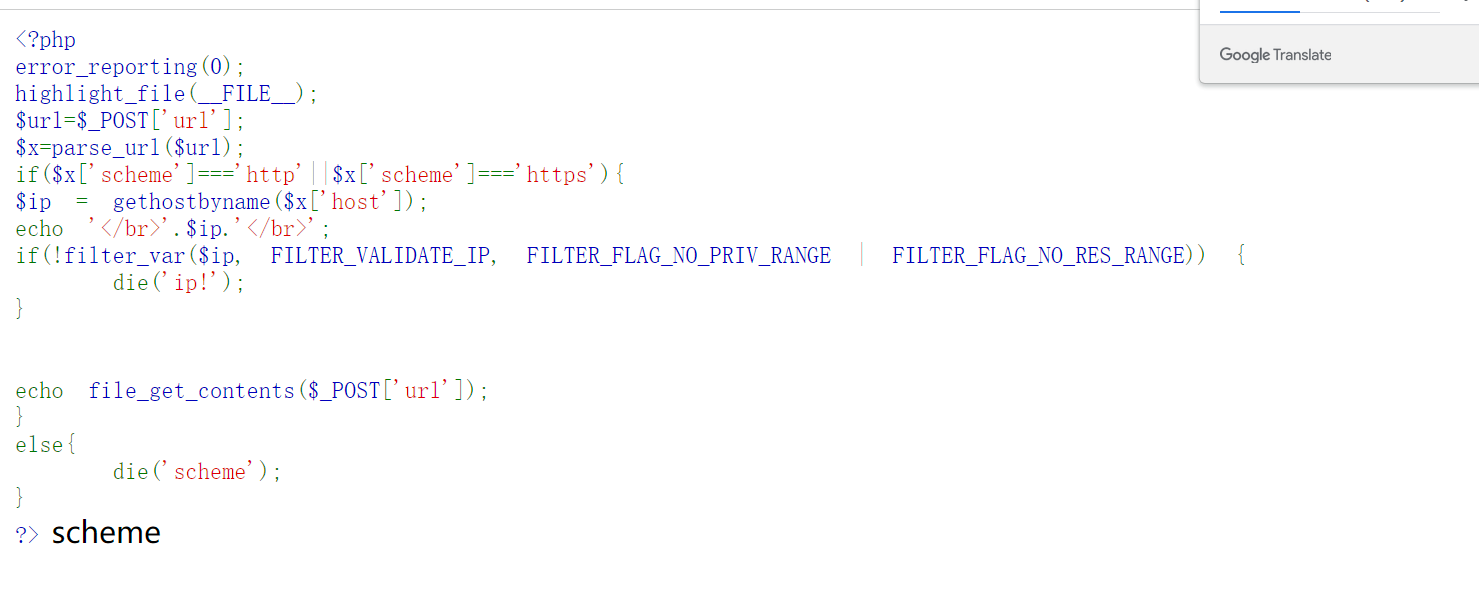 Google Translate
<?php
error_reporting(0);
highlight_file(__FILE__);
$url=$_POST['url'];
$x=parse_url($url);
if($x['scheme']==='http'||$x['scheme']==='https'){
$ip = gethostbyname($x['host']);
echo '</br>'.$ip.'</br>';
if(!filter_var($ip, FILTER_VALIDATE_IP, FILTER_FLAG_NO_PRIV_RANGE | FILTER_FLAG_NO_RES_RANGE)) {
die('ip!');
}
echo file_get_contents($_POST['url']);
}
else{
die('scheme');
}
?> scheme